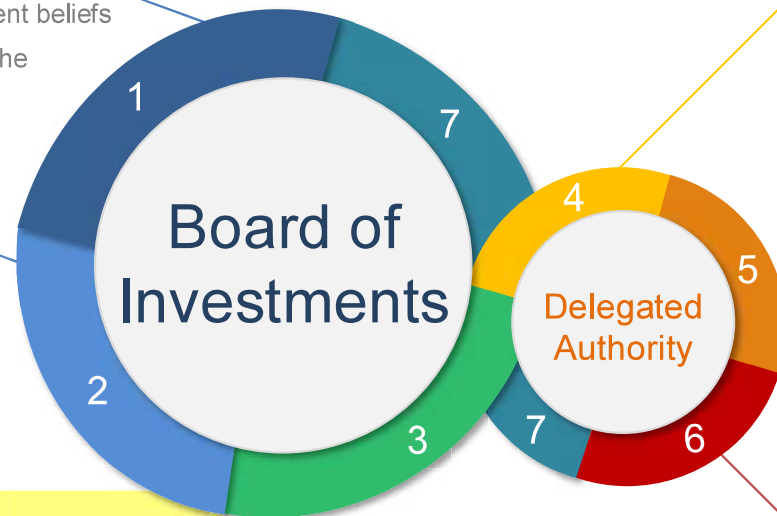 ent beliefs
he
1
7
Board of
Investments
2
3
4
5
Delegated
Authority
7
6